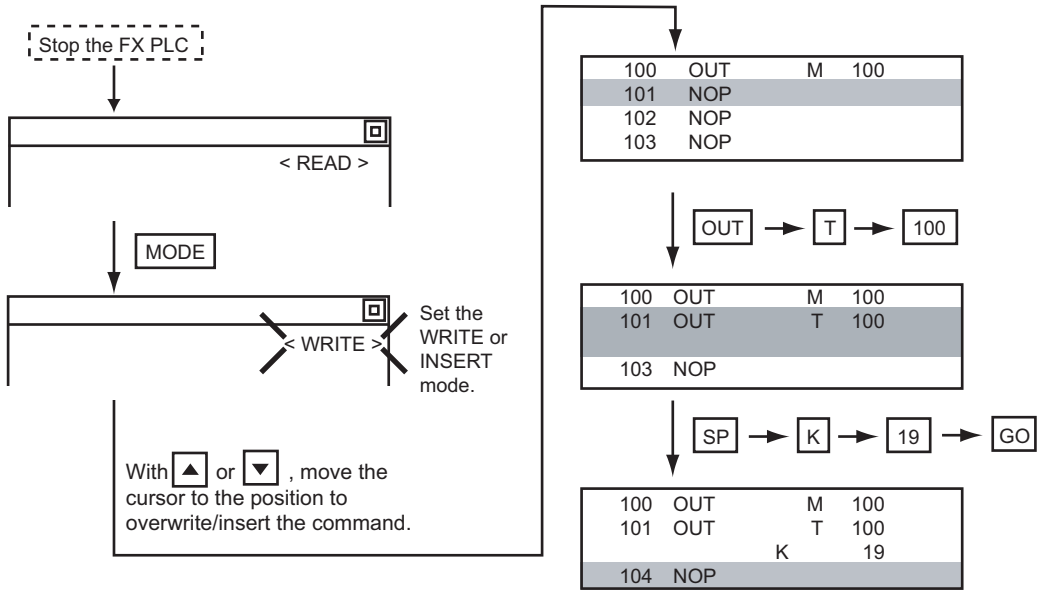 Stop the FX PLC
< READ >
MODE
< WRITE >
Set the
WRITE or
INSERT
mode.
With ▲ or ▼ , move the
cursor to the position to
overwrite/insert the command.
100 OUT M 100
101 NOP
102 NOP
103 NOP
OUT T 100
100 OUT M 100
101 OUT T 100
103 NOP
SP K 19 GO
100 OUT M 100
101 OUT T 100
K 19
104 NOP